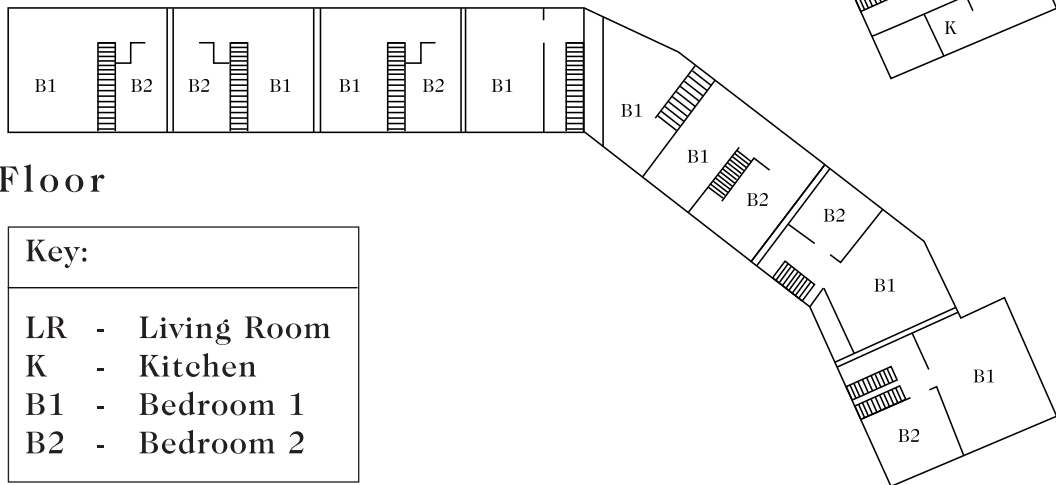 K
B1 B2 B2 B1 B1 B2 B1 B1
B1
B2
B2
B1
B1
B2
Floor
Key:
LR - Living Room
K - Kitchen
B1 - Bedroom 1
B2 - Bedroom 2